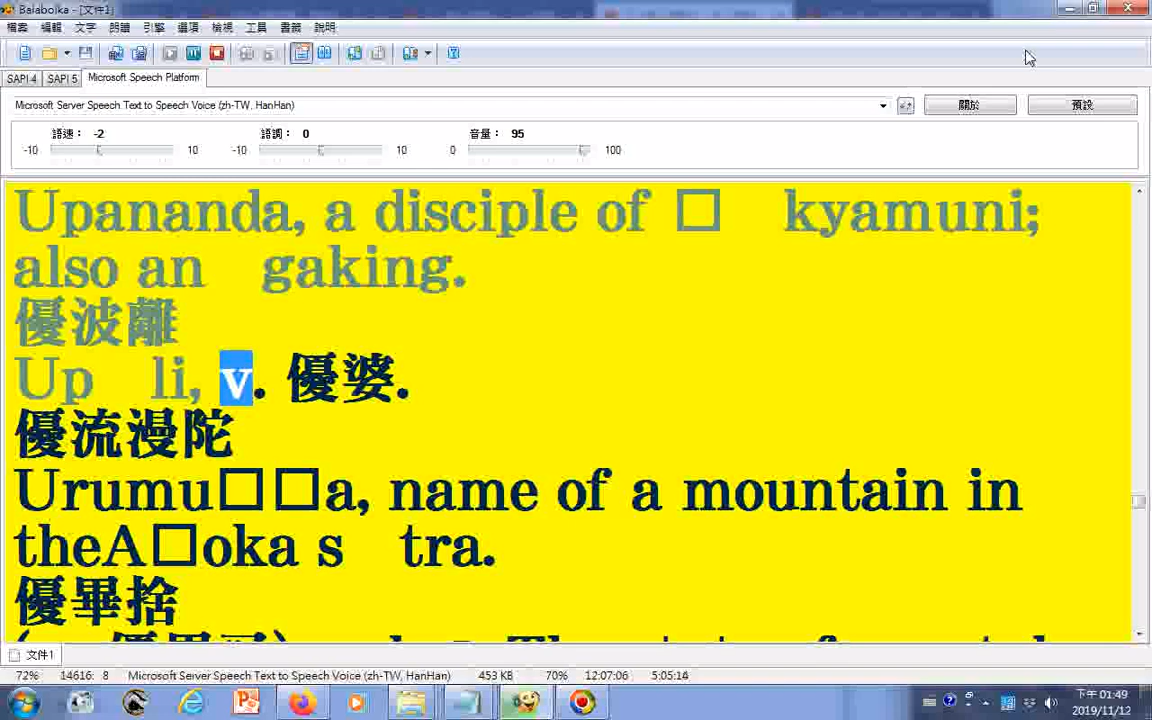 Balabolka - [文件1]
檔案 編輯 文字 朗讀 引擎 選項 檢視 工具 書籤 說明
SAPI 4 SAPI 5 Microsoft Speech Platform
Microsoft Server Speech Text to Speech Voice (zh-TW, HanHan) 關於 預設
語速： -2 語調： 0 音量： 95
-10 10 -10 10 0 100
Upananda, a disciple of □ kyamuni;
also an gaking.
優波離
Up li, v. 優婆.
優流漫陀
Urumu□□a, name of a mountain in
theA□oka s tra.
優畢捨
文件1
72% 14616: 8 Microsoft Server Speech Text to Speech Voice (zh-TW, HanHan) 453 KB 70% 12:07:06 5:05:14
下午 01:49
2019/11/12